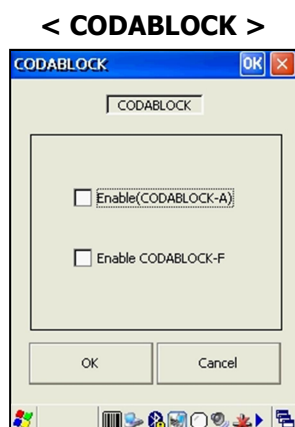 < CODABLOCK >
CODABLOCK OK
CODABLOCK
Enable(CODABLOCK-A)
Enable CODABLOCK-F
OK Cancel